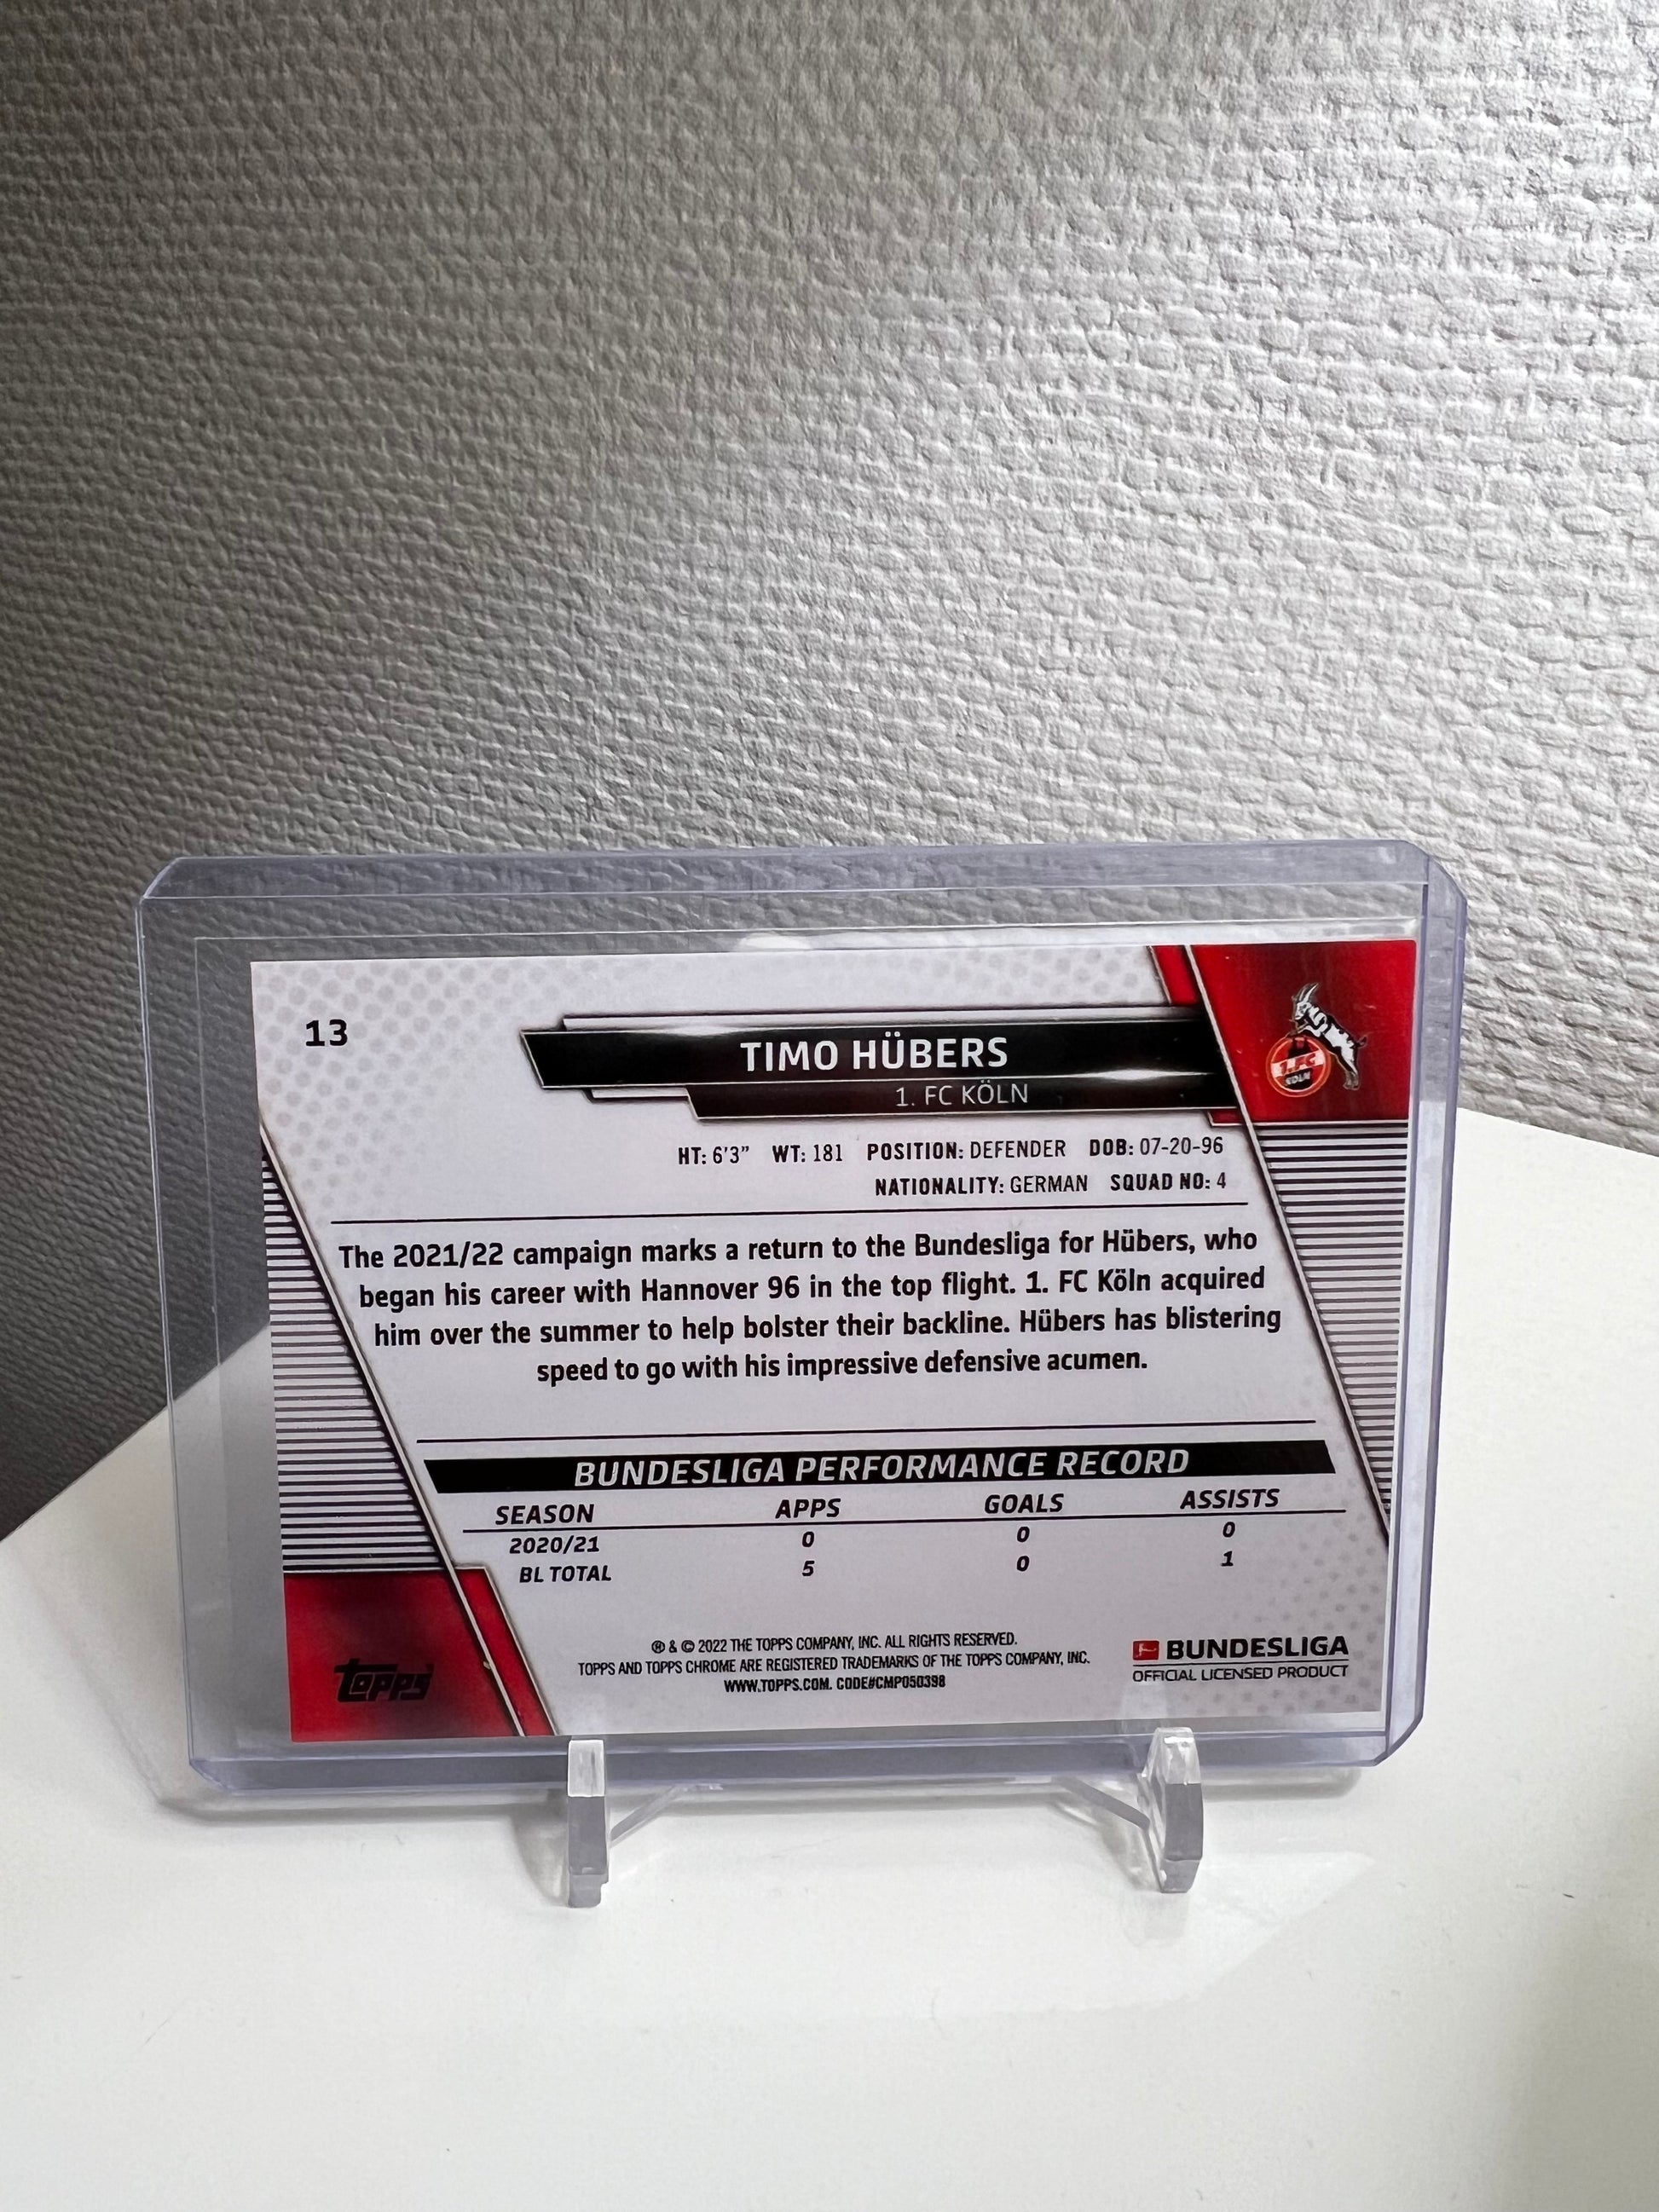 13
TIMO HÜBERS
1. FC KÖLN
1. FC
KÖLN
HT: 6'3" WT: 181 POSITION: DEFENDER DOB: 07-20-96
NATIONALITY: GERMAN SQUAD NO: 4
The 2021/22 campaign marks a return to the Bundesliga for Hübers, who
began his career with Hannover 96 in the top flight. 1. FC Köln acquired
him over the summer to help bolster their backline. Hübers has blistering
speed to go with his impressive defensive acumen.
BUNDESLIGA PERFORMANCE RECORD
SEASON APPS GOALS ASSISTS
2020/21 0 0 0
BL TOTAL 5 0 1
® & © 2022 THE TOPPS COMPANY, INC. ALL RIGHTS RESERVED.
TOPPS AND TOPPS CHROME ARE REGISTERED TRADEMARKS OF THE TOPPS COMPANY, INC.
WWW.TOPPS.COM. CODE#CMP050398
topps
BUNDESLIGA
OFFICIAL LICENSED PRODUCT